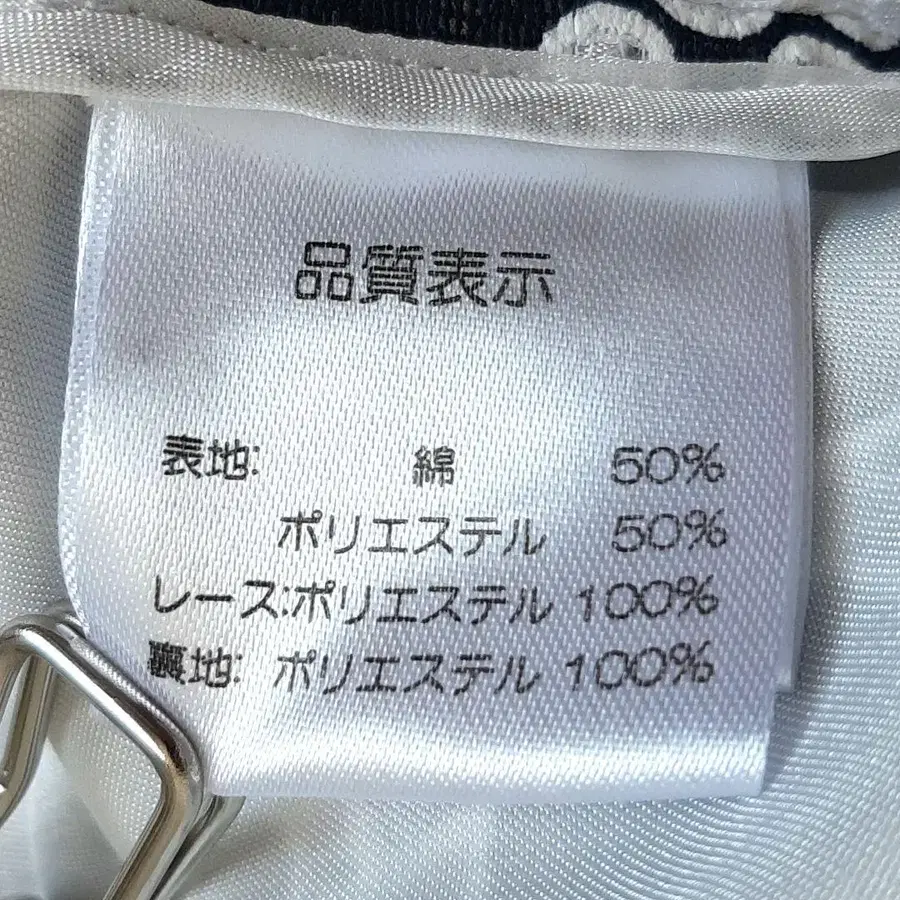 品質表示
表地: 綿 50%
ポリエステル 50%
レース:ポリエステル 100%
裏地: ポリエステル 100%